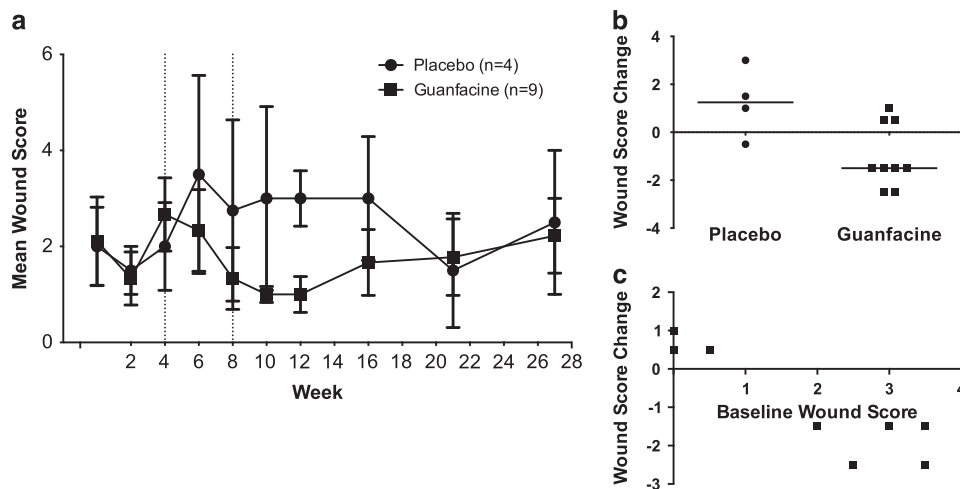 a
Mean Wound Score
6
4
2
0
Placebo (n=4)
Guanfacine (n=9)
2 4 6 8 10 12 14 16 18 20 22 24 26 28
Week
b
Wound Score Change
4
2
0
-2
-4
Placebo Guanfacine
c
Wound Score Change
2
1
0
-1
-2
-3
1 2 3 4
Baseline Wound Score